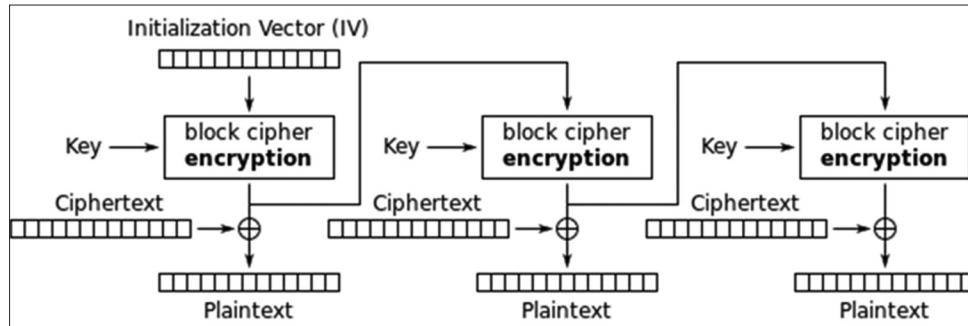 Initialization Vector (IV)
Key
block cipher
encryption
Key
block cipher
encryption
Key
block cipher
encryption
Ciphertext
Ciphertext
Ciphertext
Plaintext
Plaintext
Plaintext